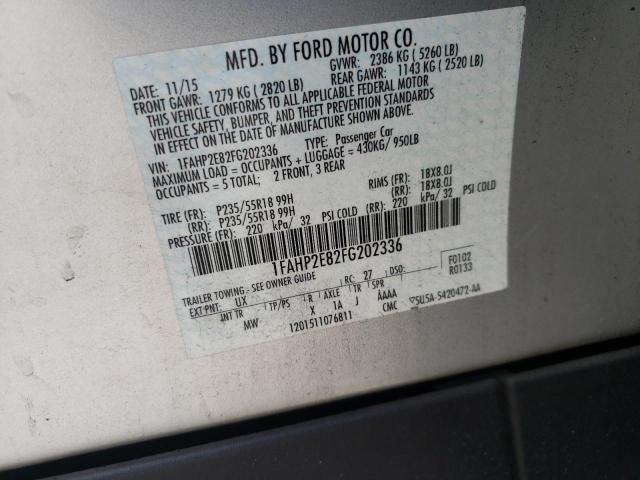 MFD. BY FORD MOTOR CO.
DATE: 11/15 GVWR: 2386 KG ( 5260 LB)
FRONT GAWR: 1279 KG ( 2820 LB) REAR GAWR: 1143 KG ( 2520 LB)
THIS VEHICLE CONFORMS TO ALL APPLICABLE FEDERAL MOTOR
VEHICLE SAFETY, BUMPER, AND THEFT PREVENTION STANDARDS
IN EFFECT ON THE DATE OF MANUFACTURE SHOWN ABOVE.
VIN: 1FAHP2E82FG202336 TYPE: Passenger Car
MAXIMUM LOAD = OCCUPANTS + LUGGAGE = 430KG/ 950LB
OCCUPANTS = 5 TOTAL; 2 FRONT, 3 REAR
TIRE (FR): P235/55R18 99H RIMS (FR): 18X8.0J
(RR): P235/55R18 99H (RR): 18X8.0J
PRESSURE (FR): 220 kPa/ 32 PSI COLD (RR): 220 kPa/ 32 PSI COLD
1FAHP2E82FG202336
TRAILER TOWING - SEE OWNER GUIDE F0102
EXT PNT: UX RC: 27 DSO: R0133
INT TR TP/PS R AXLE TR SPR
MW X 1A J AAAA
1201511076811 CMC 5U5A-5420472-AA